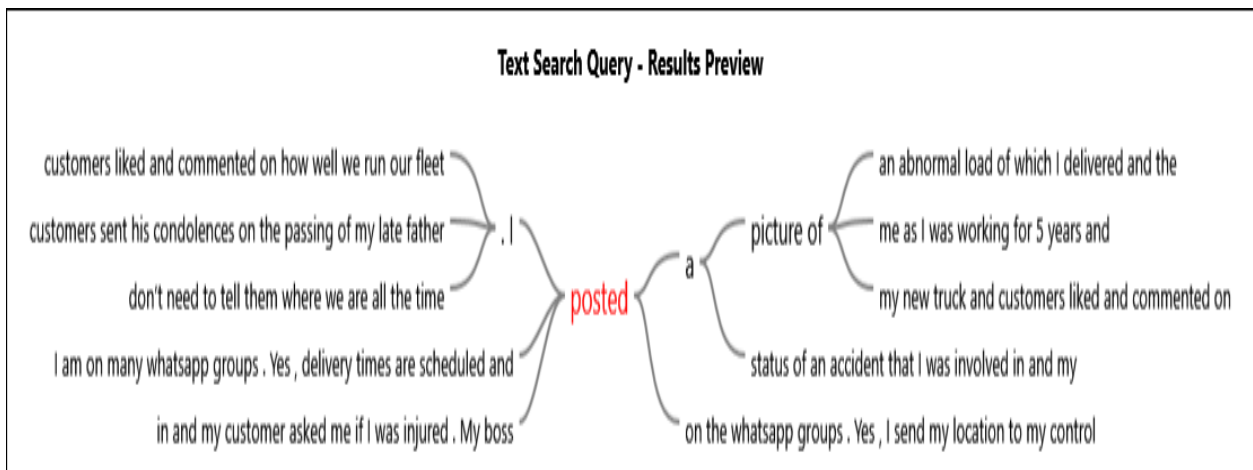 Text Search Query - Results Preview
customers liked and commented on how well we run our fleet
customers sent his condolences on the passing of my late father
don't need to tell them where we are all the time
. I
I am on many whatsapp groups . Yes , delivery times are scheduled and
in and my customer asked me if I was injured . My boss
posted
a
picture of
an abnormal load of which I delivered and the
me as I was working for 5 years and
my new truck and customers liked and commented on
status of an accident that I was involved in and my
on the whatsapp groups . Yes , I send my location to my control